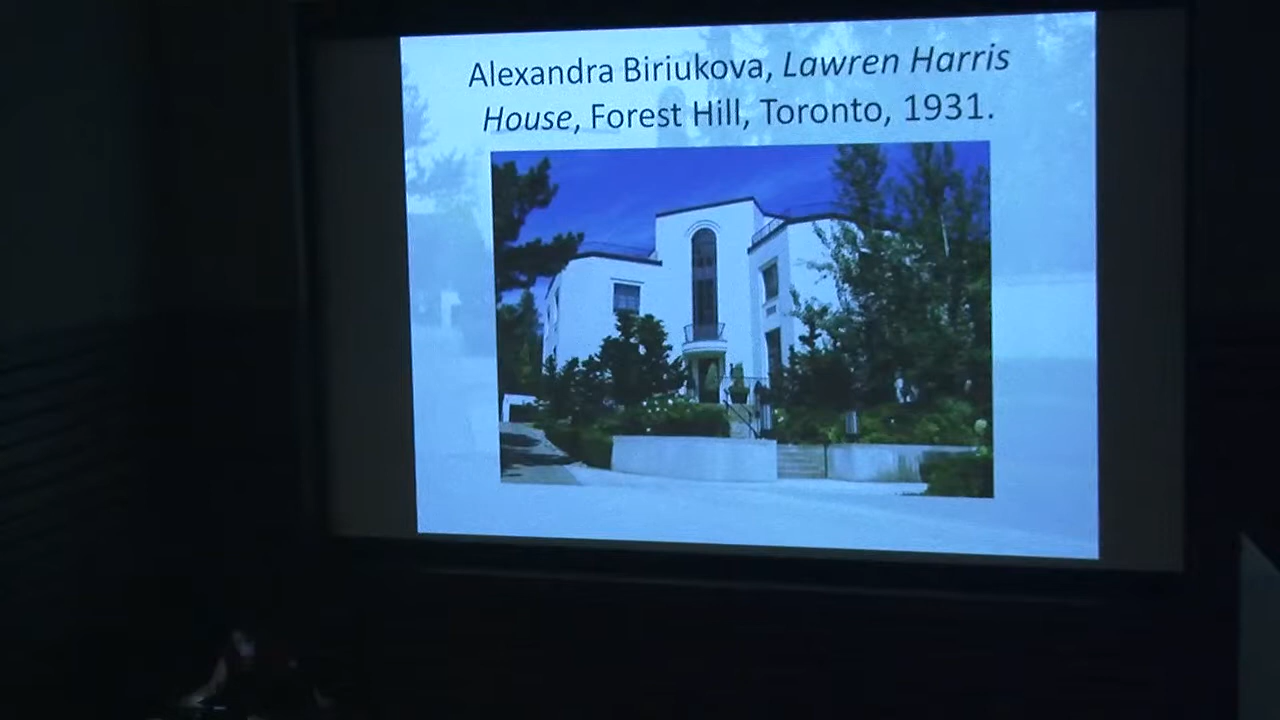 Alexandra Biriukova, Lawren Harris
House, Forest Hill, Toronto, 1931.